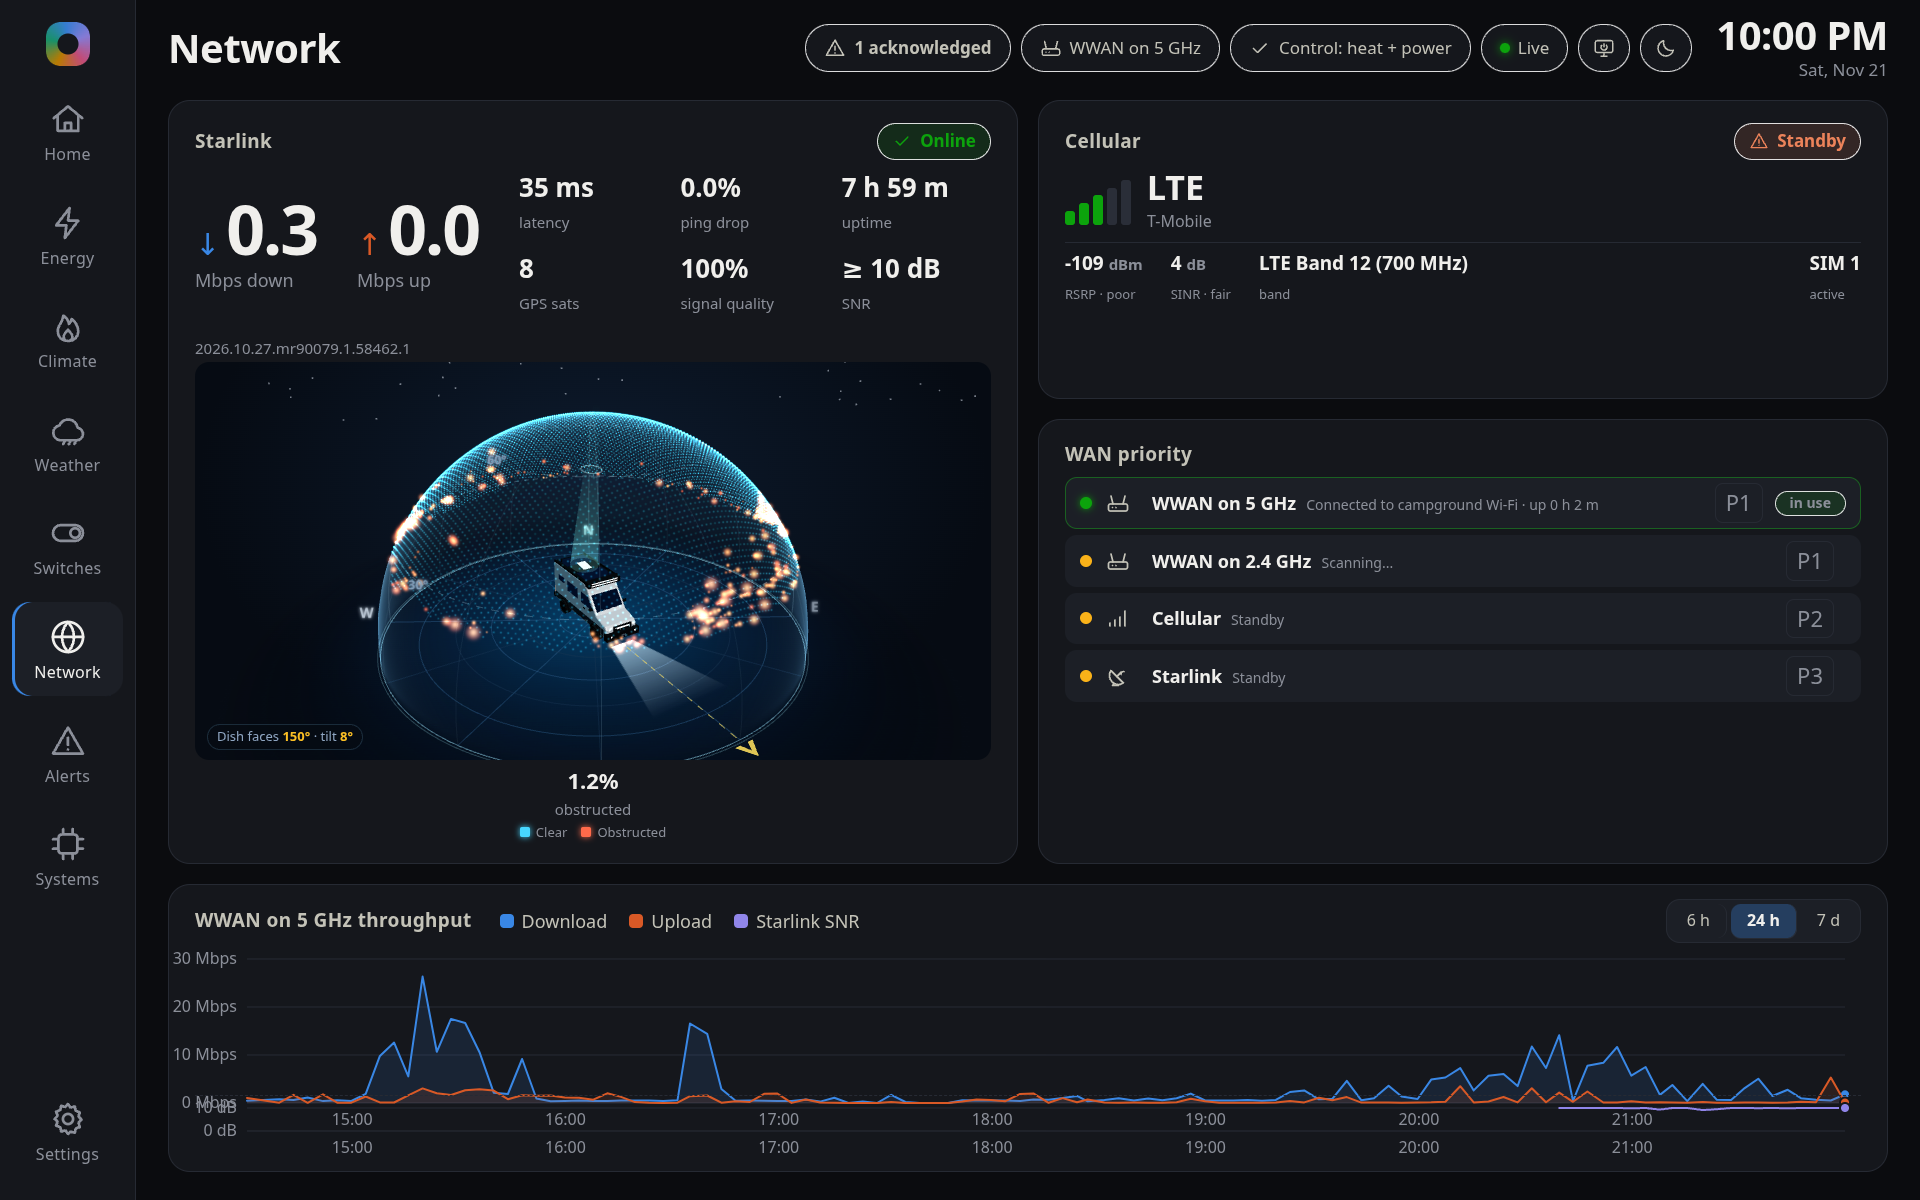 Network
1 acknowledged
WWAN on 5 GHz
Control: heat + power
Live
10:00 PM
Sat, Nov 21
Home
Energy
Climate
Weather
Switches
Network
Alerts
Systems
Settings
Starlink
Online
↓ 0.3
Mbps down
↑ 0.0
Mbps up
35 ms
latency
0.0%
ping drop
7 h 59 m
uptime
8
GPS sats
100%
signal quality
≥ 10 dB
SNR
2026.10.27.mr90079.1.58462.1
60°
N
30°
W
E
Dish faces 150° · tilt 8°
1.2%
obstructed
Clear
Obstructed
Cellular
Standby
LTE
T-Mobile
-109 dBm
RSRP · poor
4 dB
SINR · fair
LTE Band 12 (700 MHz)
band
SIM 1
active
WAN priority
WWAN on 5 GHz Connected to campground Wi-Fi · up 0 h 2 m P1 in use
WWAN on 2.4 GHz Scanning... P1
Cellular Standby P2
Starlink Standby P3
WWAN on 5 GHz throughput
Download
Upload
Starlink SNR
6 h
24 h
7 d
30 Mbps
20 Mbps
10 Mbps
0 Mbps
10 dB
15:00 16:00 17:00 18:00 19:00 20:00 21:00
0 dB
15:00 16:00 17:00 18:00 19:00 20:00 21:00